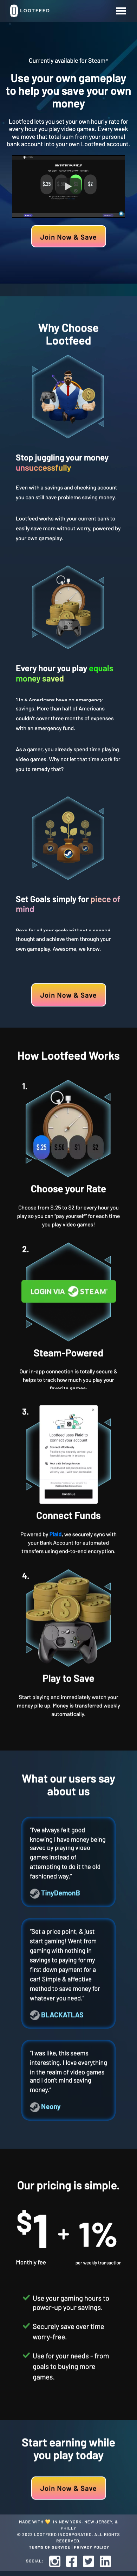 LOOTFEED
Currently available for Steam®
Use your own gameplay
to help you save your own
money
Lootfeed lets you set your own hourly rate for
every hour you play video games. Every week
we move that total sum from your personal
bank account into your own Lootfeed account.
INVEST IN YOURSELF
$.25
$2
Join Now & Save
Why Choose
Lootfeed
Stop juggling your money
unsuccessfully
Even with a savings and checking account
you can still have problems saving money.
Lootfeed works with your current bank to
easily save more without worry, powered by
your own gameplay.
Every hour you play equals
money saved
1 in 4 Americans have no emergency
savings. More than half of Americans
couldn't cover three months of expenses
with an emergency fund.
As a gamer, you already spend time playing
video games. Why not let that time work for
you to remedy that?
Set Goals simply for piece of
mind
Pays for all your goals without a second
thought and achieve them through your
own gameplay. Awesome, we know.
Join Now & Save
How Lootfeed Works
1.
$.25
$.50
$1
$2
Choose your Rate
Choose from $.25 to $2 for every hour you
play so you can "pay yourself" for each time
you play video games!
2.
LOGIN VIA STEAM
Steam-Powered
Our in-app connection is totally secure &
helps to track how much you play your
favorite games.
3.
Lootfeed uses Plaid to
connect your account
Connect effortlessly
Your data belongs to you
Continue
Connect Funds
Powered by Plaid, we securely sync with
your Bank Account for automated
transfers using end-to-end encryption.
4.
Play to Save
Start playing and immediately watch your
money pile up. Money is transferred weekly
automatically.
What our users say
about us
"I've always felt good
knowing I have money being
saved by playing video
games instead of
attempting to do it the old
fashioned way."
TinyDemonB
"Set a price point, & just
start gaming! Went from
gaming with nothing in
savings to paying for my
first down payment for a
car! Simple & affective
method to save money for
whatever you need."
BLACKATLAS
"I was like, this seems
interesting. I love everything
in the realm of video games
and I don't mind saving
money."
Neony
Our pricing is simple.
$1 + 1%
Monthly fee
per weekly transaction
Use your gaming hours to
power-up your savings.
Securely save over time
worry-free.
Use for your needs - from
goals to buying more
games.
Start earning while
you play today
Join Now & Save
MADE WITH 💛 IN NEW YORK, NEW JERSEY, &
PHILLY
© 2022 LOOTFEED INCORPORATED. ALL RIGHTS
RESERVED.
TERMS OF SERVICE | PRIVACY POLICY
SOCIAL: